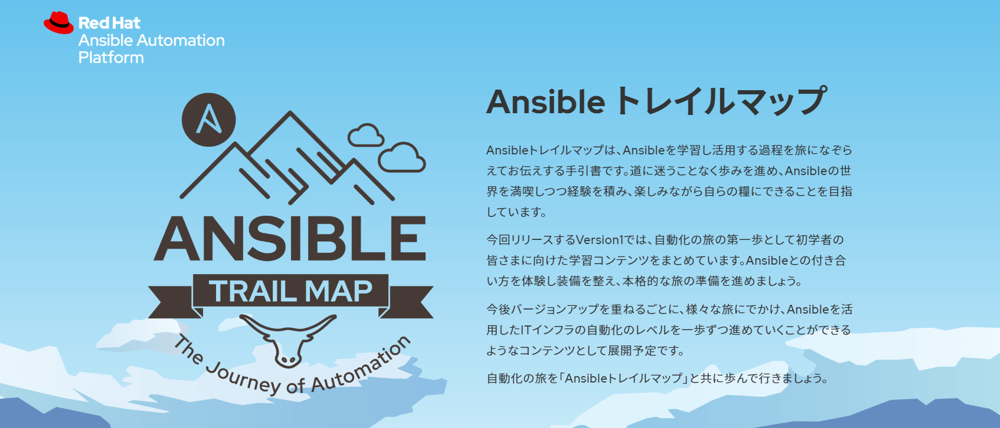 Red Hat
Ansible Automation
Platform
ANSIBLE
TRAIL MAP
The Journey of Automation
Ansible トレイルマップ
Ansibleトレイルマップは、Ansibleを学習し活用する過程を旅になぞら
えてお伝えする手引書です。道に迷うことなく歩みを進め、Ansibleの世
界を満喫しつつ経験を積み、楽しみながら自らの糧にできることを目指
しています。
今回リリースするVersion1では、自動化の旅の第一歩として初学者の
皆さまに向けた学習コンテンツをまとめています。Ansibleとの付き合
い方を体験し装備を整え、本格的な旅の準備を進めましょう。
今後バージョンアップを重ねるごとに、様々な旅にでかけ、Ansibleを活
用したITインフラの自動化のレベルを一歩ずつ進めていくことができる
ようなコンテンツとして展開予定です。
自動化の旅を「Ansibleトレイルマップ」と共に歩んで行きましょう。